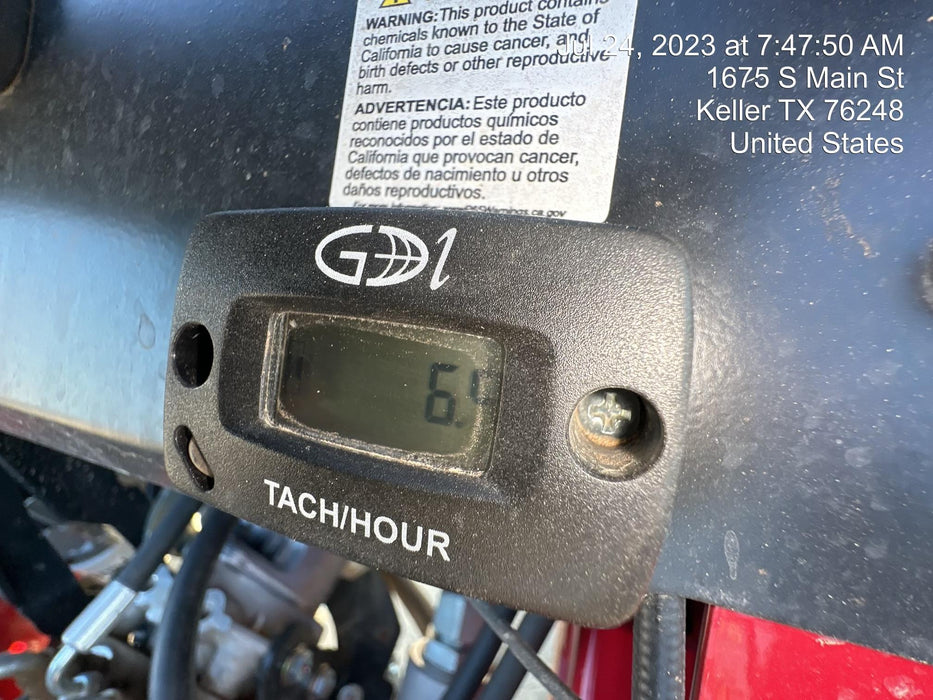 WARNING: This product contains
chemicals known to the State of
California to cause cancer, and
birth defects or other reproductive
harm.
ADVERTENCIA: Este producto
contiene productos químicos
reconocidos por el estado de
California que provocan cancer,
defectos de nacimiento u otros
daños reproductivos.
Jul 24, 2023 at 7:47:50 AM
1675 S Main St
Keller TX 76248
United States
GDI
6.
TACH/HOUR